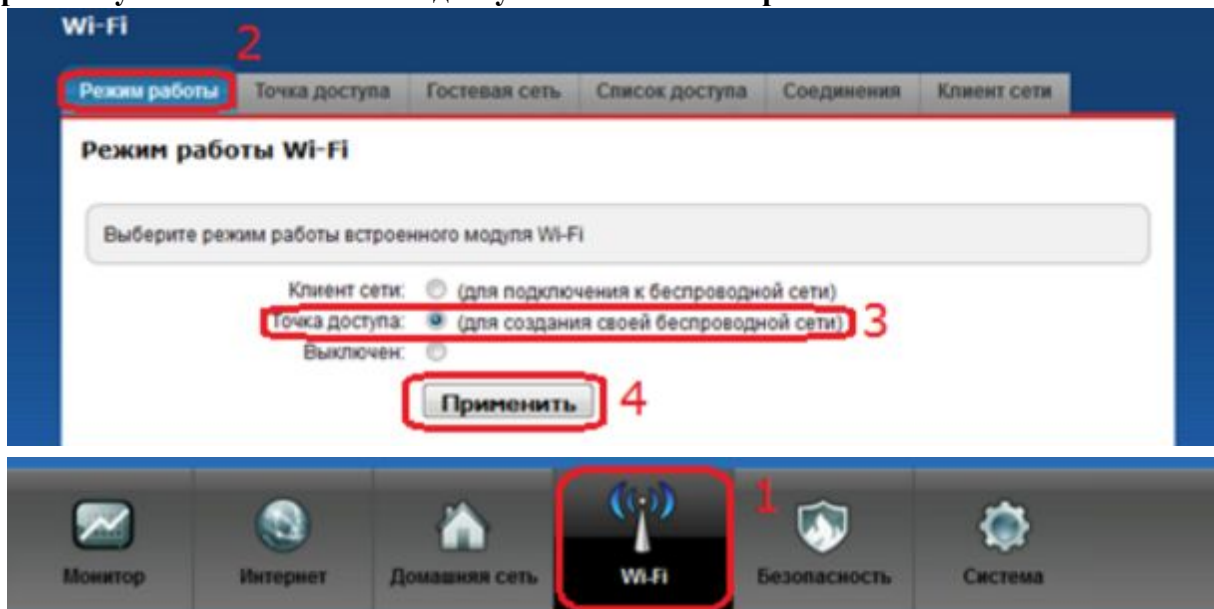 Wi-Fi
2
Режим работы Точка доступа Гостевая сеть Список доступа Соединения Клиент сети
Режим работы Wi-Fi
Выберите режим работы встроенного модуля Wi-Fi
Клиент сети: (для подключения к беспроводной сети)
Точка доступа: (для создания своей беспроводной сети) 3
Выключен:
Применить 4
1
Монитор Интернет Домашняя сеть Wi-Fi Безопасность Система